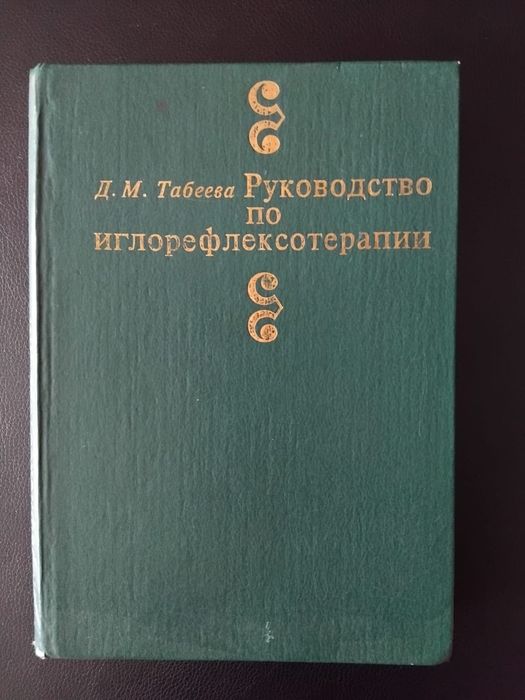 Д. М. Табеева Руководство
по
иглорефлексотерапии